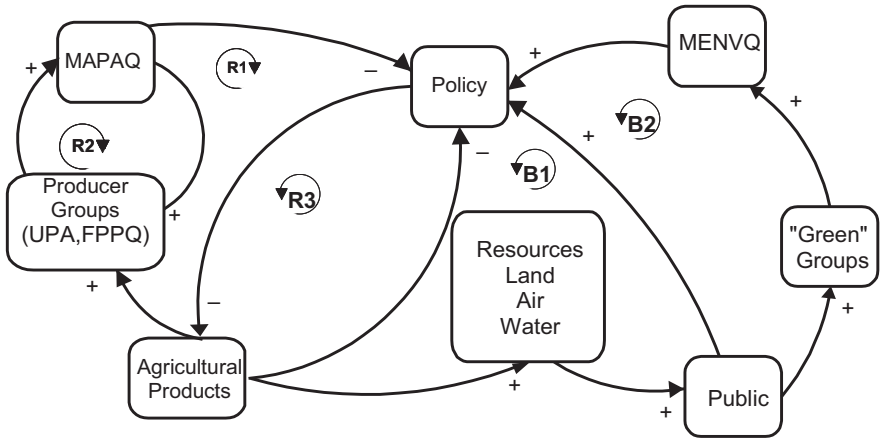 MAPAQ
+
R1
–
Policy
+
MENVQ
+
R2
+
B2
+
–
B1
Producer
Groups
(UPA,FPPQ)
+
R3
"Green"
Groups
Resources
Land
Air
Water
+
–
+
Agricultural
Products
+
+
Public